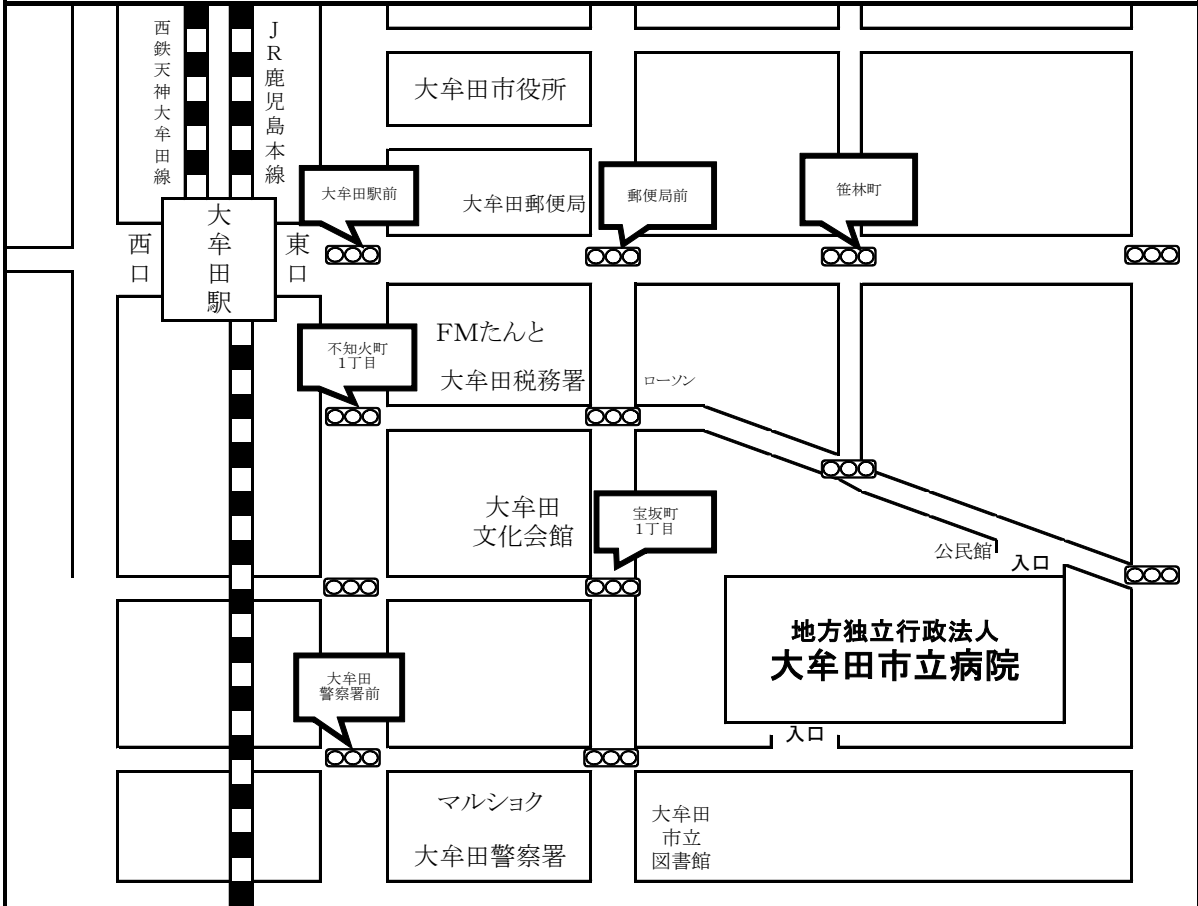 西鉄天神大牟田線
JR鹿児島本線
大牟田市役所
大牟田駅前
大牟田郵便局
郵便局前
笹林町
西口
大牟田駅
東口
不知火町
1丁目
FMたんと
大牟田税務署
ローソン
大牟田
文化会館
宝坂町
1丁目
公民館
入口
地方独立行政法人
大牟田市立病院
入口
大牟田
警察署前
マルショク
大牟田警察署
大牟田
市立
図書館